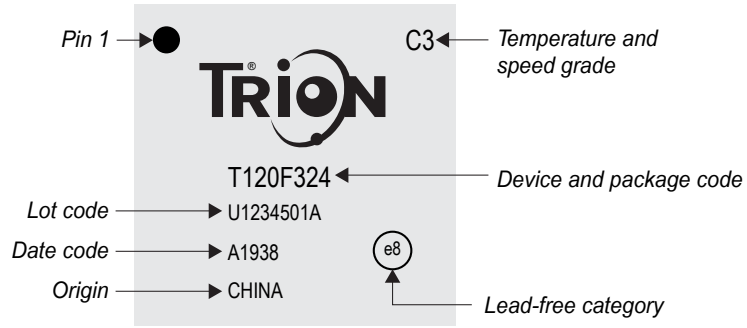 Pin 1
C3
Temperature and
speed grade
TRION®
T120F324
Device and package code
Lot code
U1234501A
Date code
A1938
e8
Origin
CHINA
Lead-free category